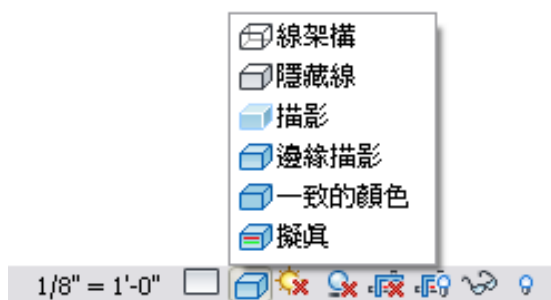 線架構
隱藏線
描影
邊緣描影
一致的顏色
擬真
1/8" = 1'-0"